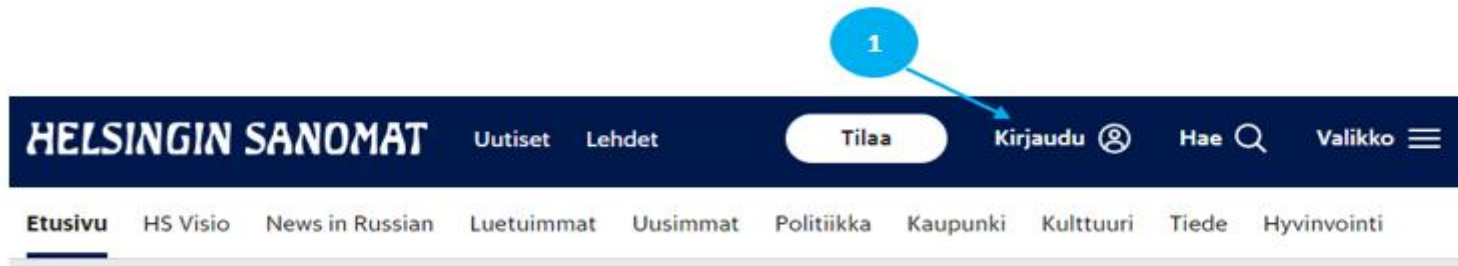 1
HELSINGIN SANOMAT Uutiset Lehdet Tilaa Kirjaudu Hae Valikko
Etusivu HS Visio News in Russian Luetuimmat Uusimmat Politiikka Kaupunki Kulttuuri Tiede Hyvinvointi